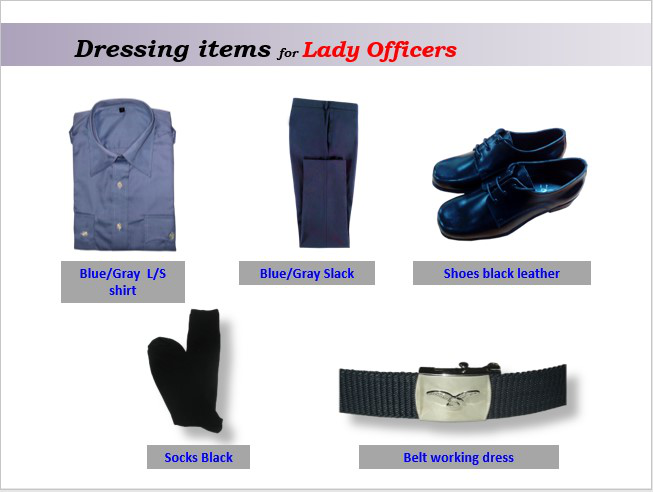 Dressing items for Lady Officers
Blue/Gray L/S
shirt
Blue/Gray Slack
Shoes black leather
Socks Black
Belt working dress